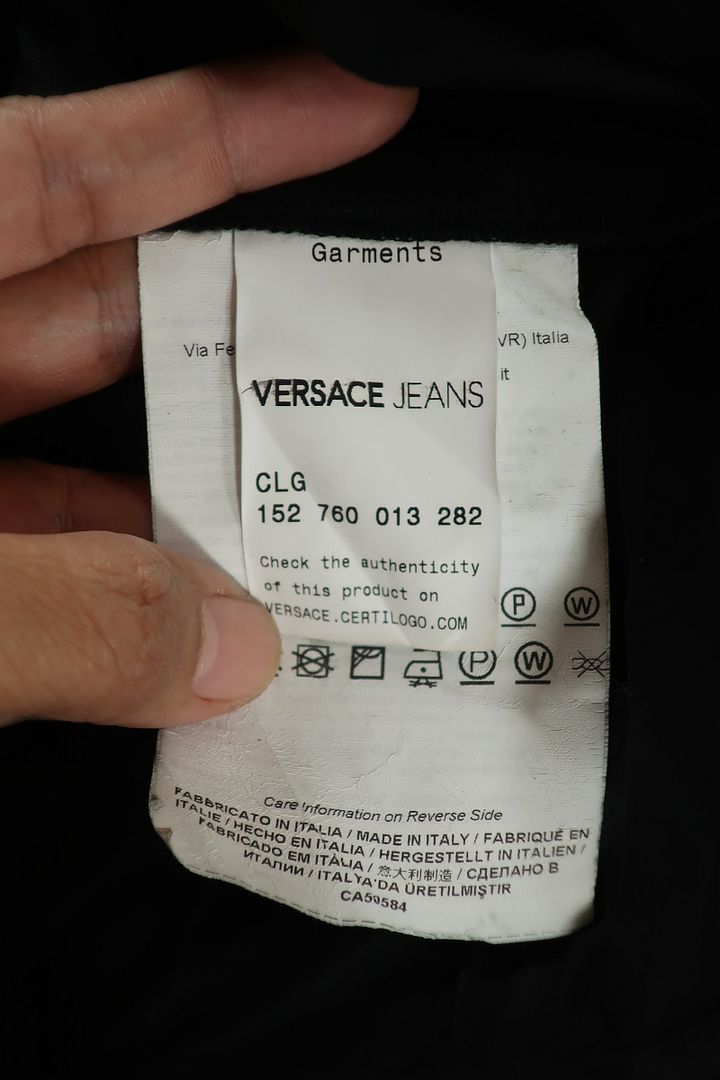 Garments
Via Fe VR) Italia
it
VERSACE JEANS
CLG
152 760 013 282
Check the authenticity
of this product on
VERSACE.CERTILOGO.COM
P W
P W
Care Information on Reverse Side
FABBRICATO IN ITALIA / MADE IN ITALY / FABRIQUÉ EN
ITALIE / HECHO EN ITALIA / HERGESTELLT IN ITALIEN /
FABRICADO EM ITALIA / 意大利制造 / СДЕЛАНО В
ИТАЛИИ / ITALYA'DA ÜRETILMIŞTIR
CA59584